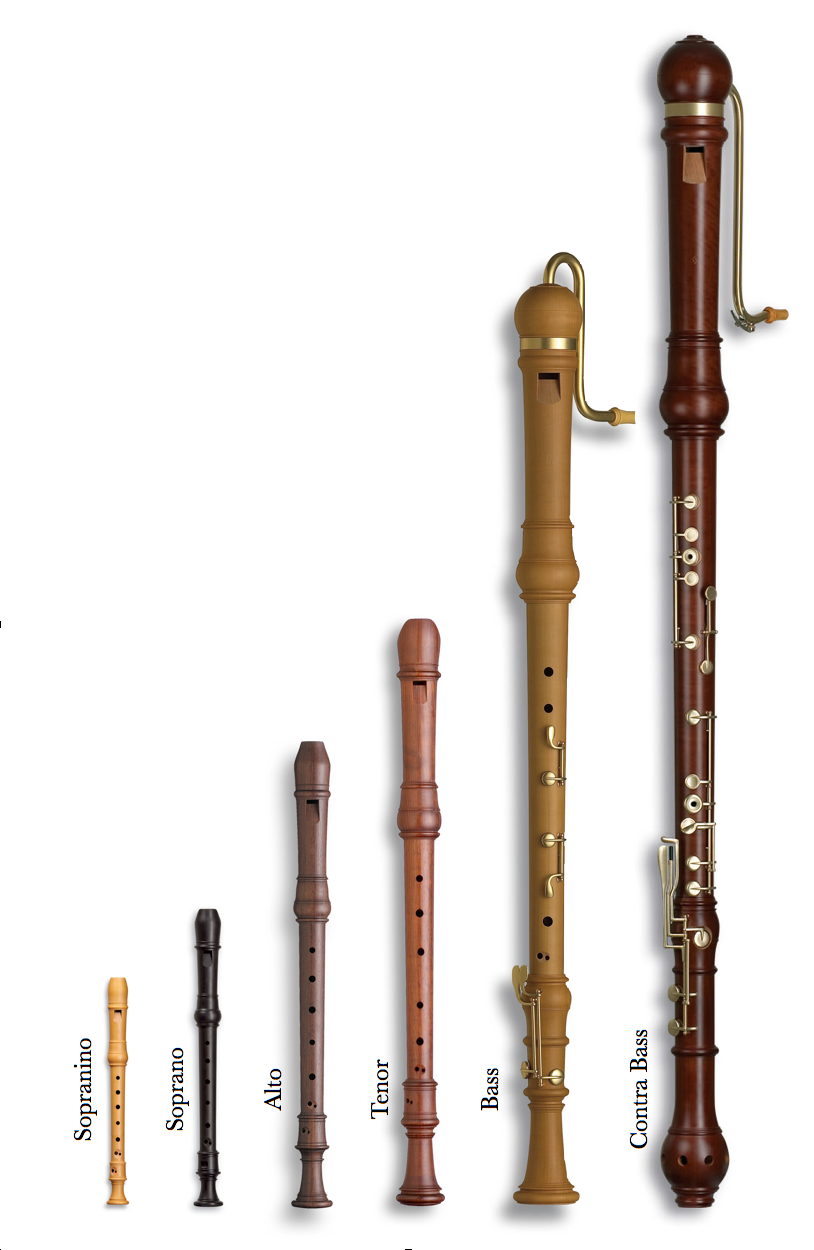 Sopranino
Soprano
Alto
Tenor
Bass
Contra Bass